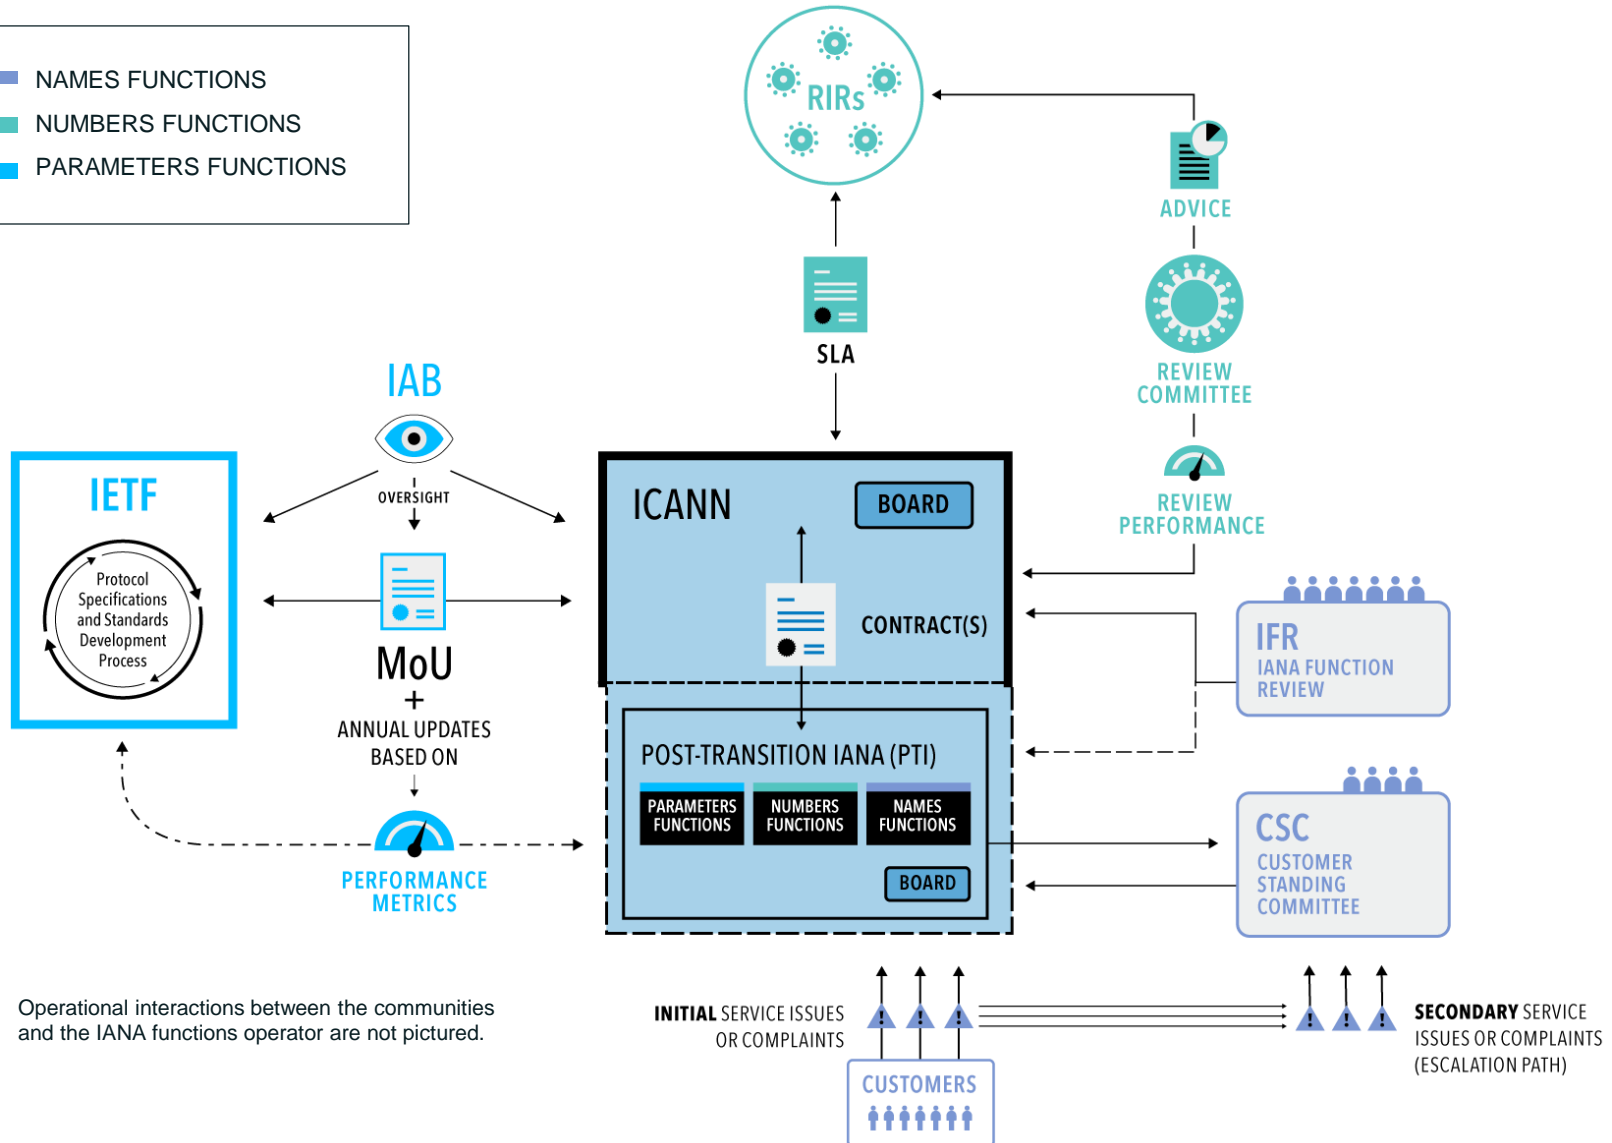 NAMES FUNCTIONS
NUMBERS FUNCTIONS
PARAMETERS FUNCTIONS
RIRs
ADVICE
SLA
REVIEW
COMMITTEE
REVIEW
PERFORMANCE
IAB
OVERSIGHT
IETF
Protocol
Specifications
and Standards
Development
Process
MoU
+
ANNUAL UPDATES
BASED ON
PERFORMANCE
METRICS
ICANN
BOARD
CONTRACT(S)
POST-TRANSITION IANA (PTI)
PARAMETERS
FUNCTIONS
NUMBERS
FUNCTIONS
NAMES
FUNCTIONS
BOARD
IFR
IANA FUNCTION
REVIEW
CSC
CUSTOMER
STANDING
COMMITTEE
Operational interactions between the communities
and the IANA functions operator are not pictured.
INITIAL SERVICE ISSUES
OR COMPLAINTS
! ! !
! ! !
SECONDARY SERVICE
ISSUES OR COMPLAINTS
(ESCALATION PATH)
CUSTOMERS